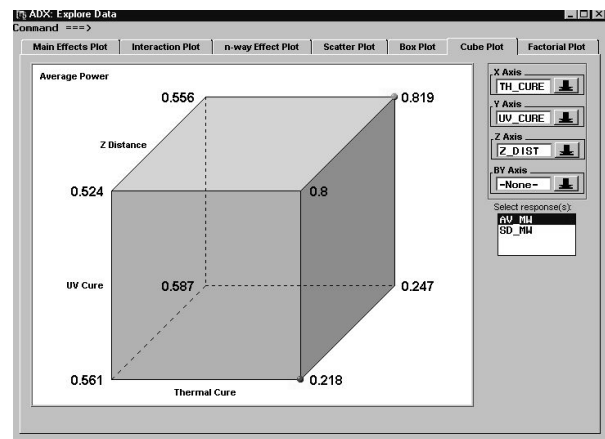 ADX: Explore Data
Command ===>
Main Effects Plot Interaction Plot n-way Effect Plot Scatter Plot Box Plot Cube Plot Factorial Plot
Average Power
0.556 0.819
Z Distance
0.524 0.8
UV Cure
0.587 0.247
0.561 0.218
Thermal Cure
X Axis
TH_CURE
Y Axis
UV_CURE
Z Axis
Z_DIST
BY Axis
-None-
Select response(s):
AV_MW
SD_MW